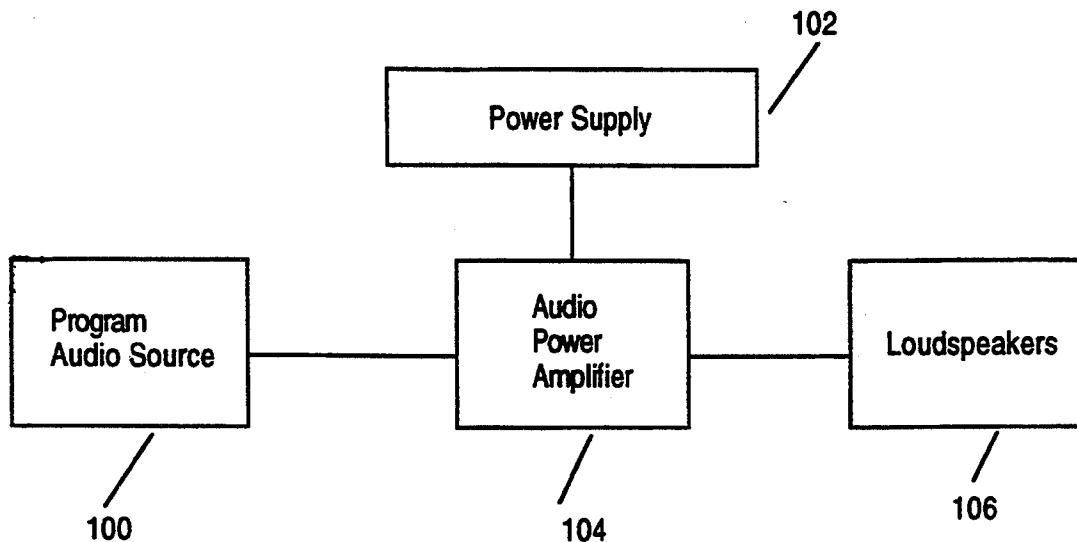 102
Power Supply
Program
Audio Source
Audio
Power
Amplifier
Loudspeakers
100
104
106